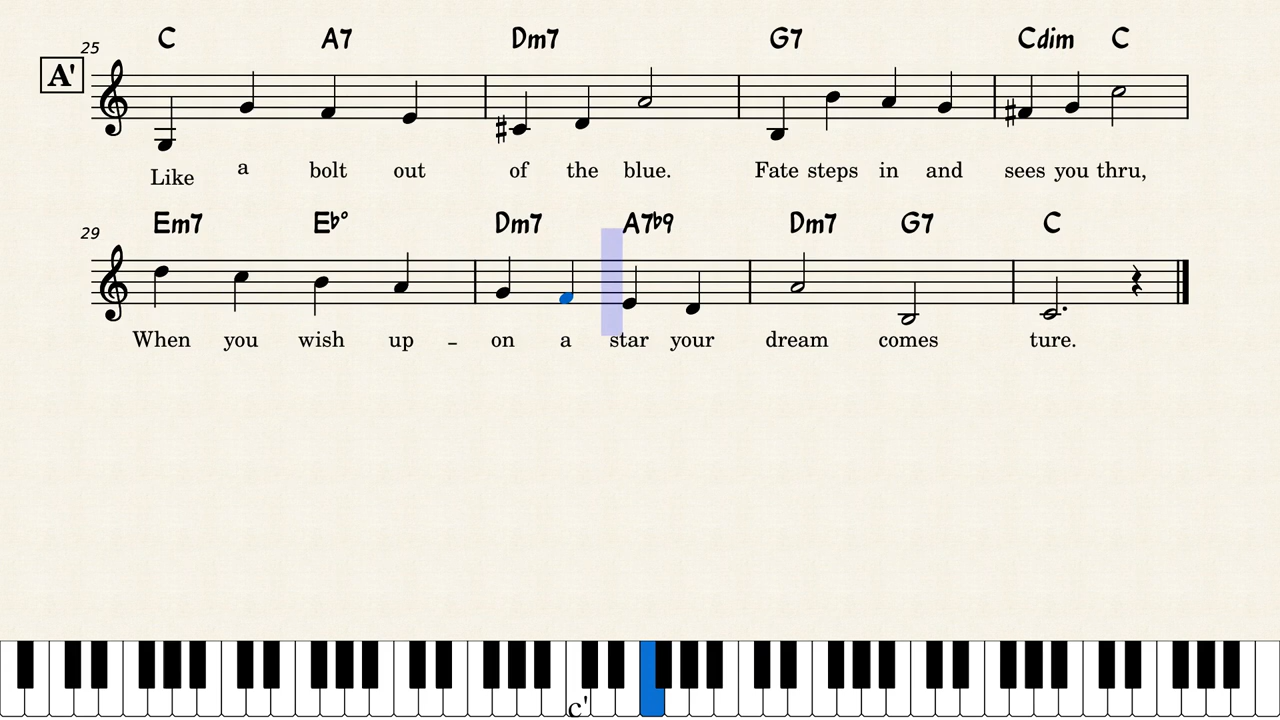 C A7 Dm7 G7 Cdim C
25
A'
Like a bolt out of the blue. Fate steps in and sees you thru,
Em7 E♭° Dm7 A7♭9 Dm7 G7 C
29
When you wish up - on a star your dream comes ture.
c'